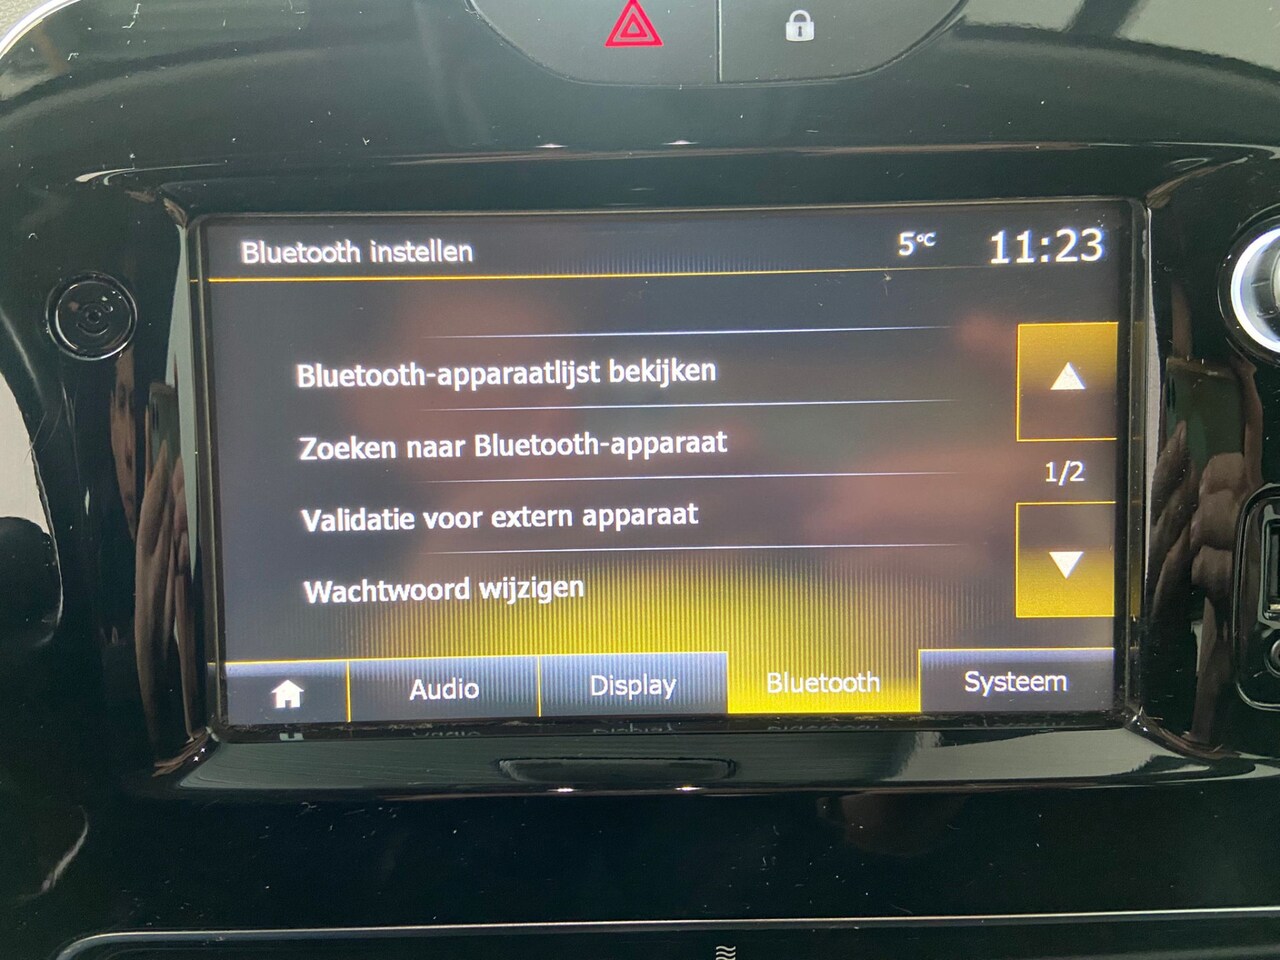 Bluetooth instellen 5°C 11:23
Bluetooth-apparaatlijst bekijken
Zoeken naar Bluetooth-apparaat
1/2
Validatie voor extern apparaat
Wachtwoord wijzigen
Audio Display Bluetooth Systeem